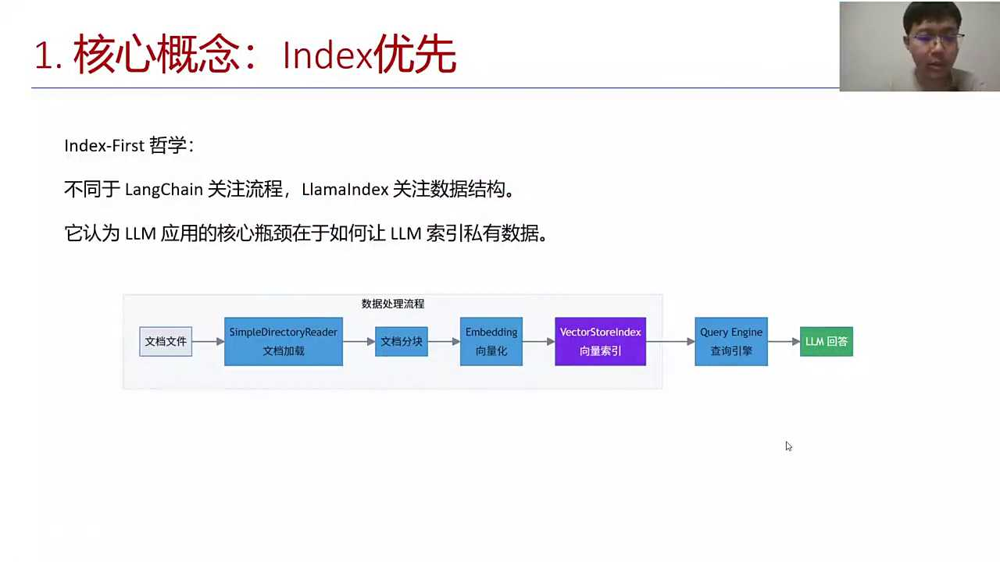 1. 核心概念：Index优先
Index-First 哲学：
不同于 LangChain 关注流程，LlamaIndex 关注数据结构。
它认为 LLM 应用的核心瓶颈在于如何让 LLM 索引私有数据。
数据处理流程
文档文件
SimpleDirectoryReader
文档加载
文档分块
Embedding
向量化
VectorStoreIndex
向量索引
Query Engine
查询引擎
LLM 回答